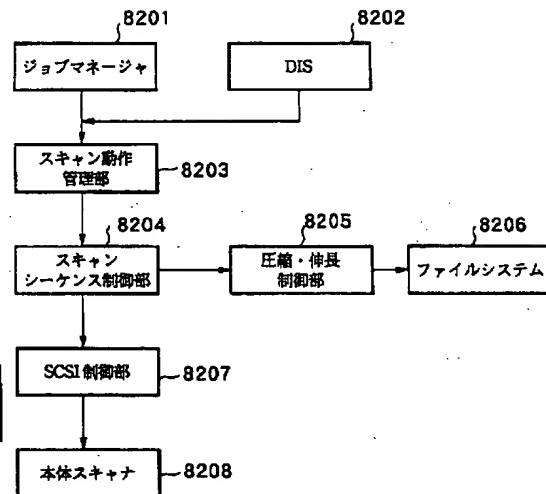 8201
8202
ジョブマネージャ
DIS
スキャン動作
管理部
8203
8204
8205
8206
スキャン
シーケンス制御部
圧縮・伸長
制御部
ファイルシステム
SCSI制御部
8207
本体スキャナ
8208